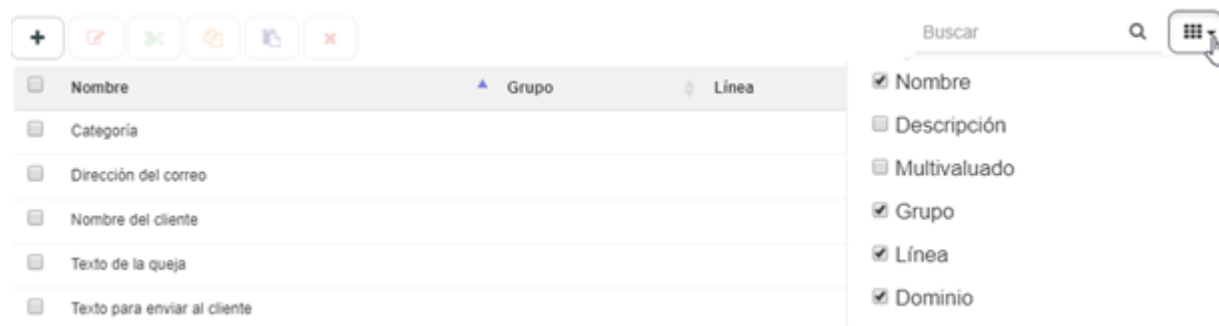 Buscar
Nombre Grupo Línea
Categoría
Dirección del correo
Nombre del cliente
Texto de la queja
Texto para enviar al cliente
Nombre
Descripción
Multivaluado
Grupo
Línea
Dominio